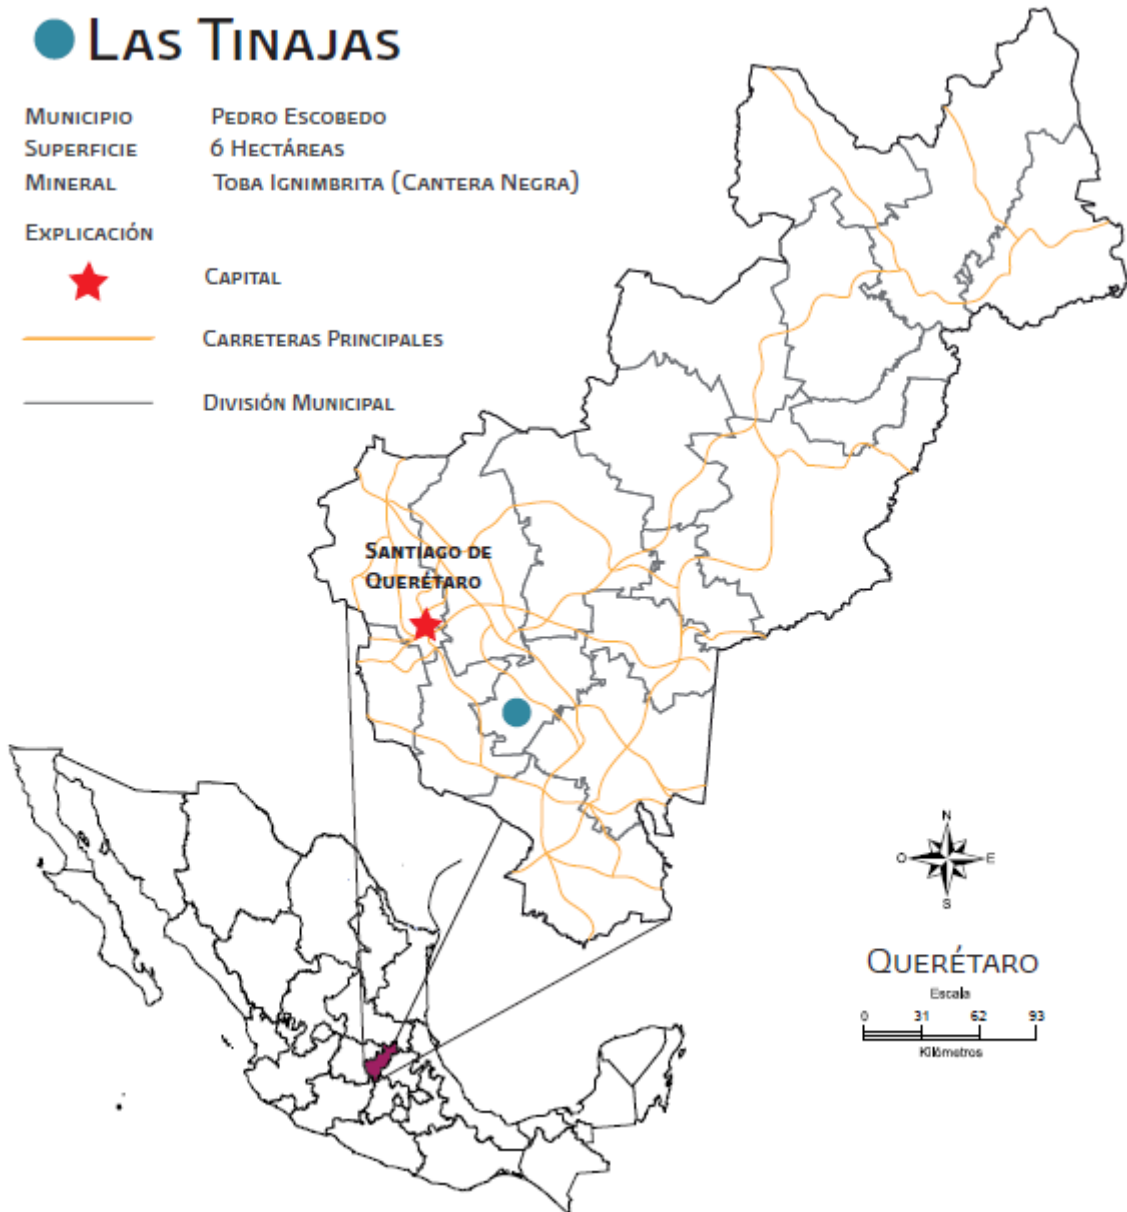 Las Tinajas
Municipio Pedro Escobedo
Superficie 6 Hectáreas
Mineral Toba Ignimbrita (Cantera Negra)
Explicación
Capital
Carreteras Principales
División Municipal
Santiago de
Querétaro
N
O E
S
Querétaro
Escala
0 31 62 93
Kilómetros